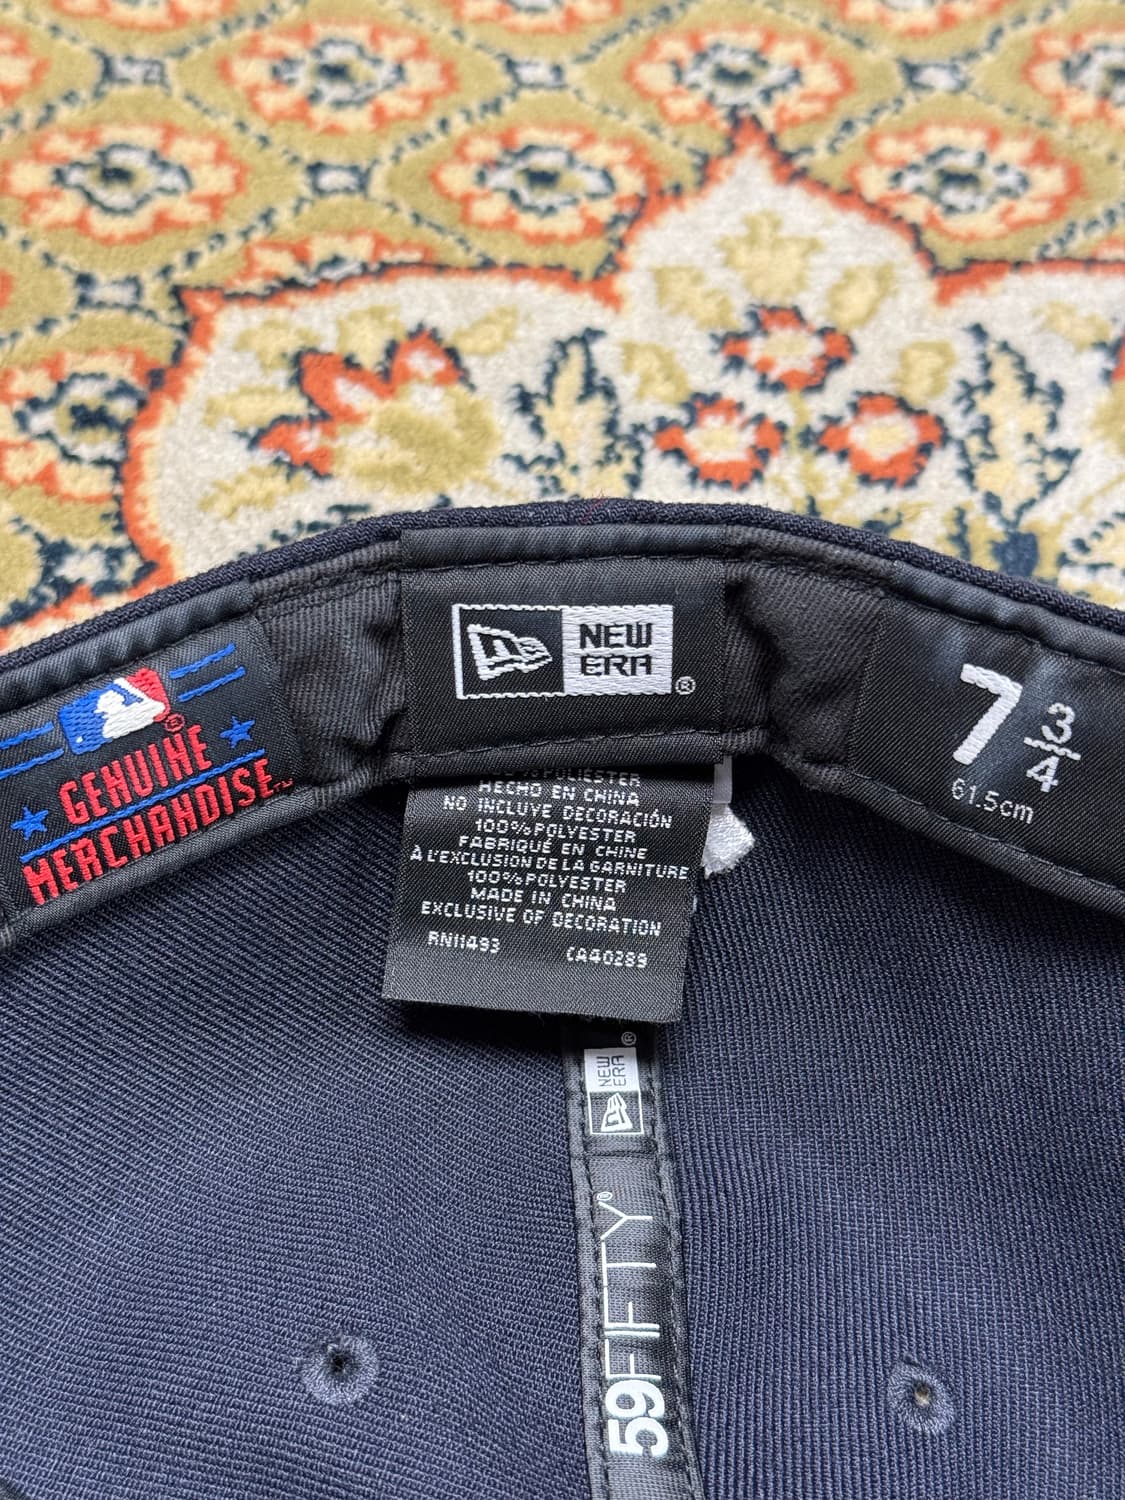 NEW
ERA
®
GENUINE
MERCHANDISE
7 3/4
61.5cm
% POLIÉSTER
HECHO EN CHINA
NO INCLUYE DECORACIÓN
100% POLYESTER
FABRIQUÉ EN CHINE
À L'EXCLUSION DE LA GARNITURE
100% POLYESTER
MADE IN CHINA
EXCLUSIVE OF DECORATION
RN11493 CA40289
NEW
ERA
®
59FIFTY®